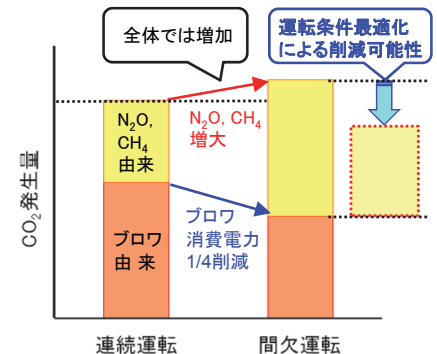 全体では増加
運転条件最適化
による削減可能性
N₂O,
CH₄
由来
N₂O, CH₄
増大
ブロワ
由 来
ブロワ
消費電力
1/4削減
CO₂発生量
連続運転
間欠運転